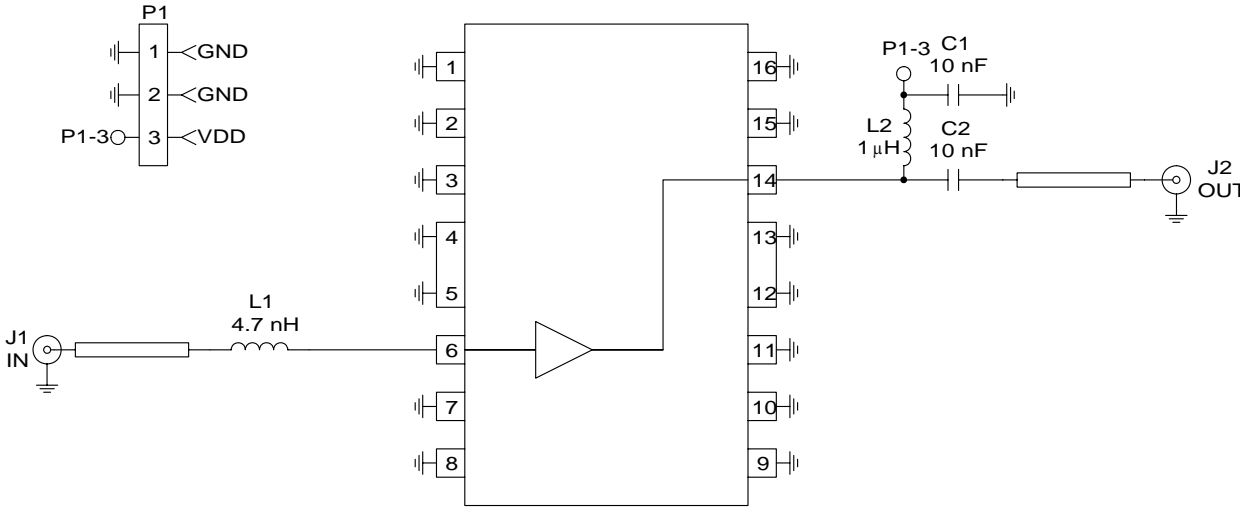 P1
1 GND
2 GND
P1-3 3 VDD
1
2
3
4
5
6
7
8
16
15
14
13
12
11
10
9
P1-3
C1
10 nF
L2
1 μH
C2
10 nF
J2
OUT
L1
4.7 nH
J1
IN